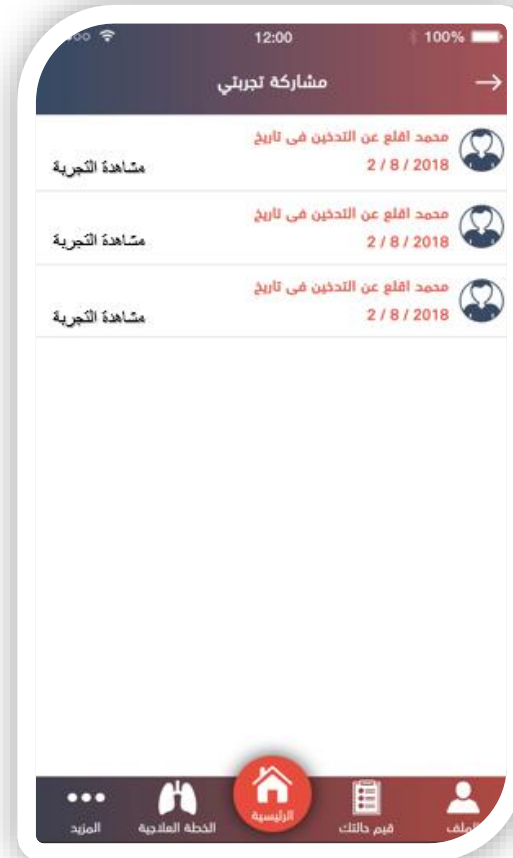 12:00
100%
مشاركة تجربتي
محمد اقلع عن التدخين فى تاريخ
2 / 8 / 2018
مشاهدة التجربة
محمد اقلع عن التدخين فى تاريخ
2 / 8 / 2018
مشاهدة التجربة
محمد اقلع عن التدخين فى تاريخ
2 / 8 / 2018
مشاهدة التجربة
الملف
قيم حالتك
الرئيسية
الخطة العلاجية
المزيد